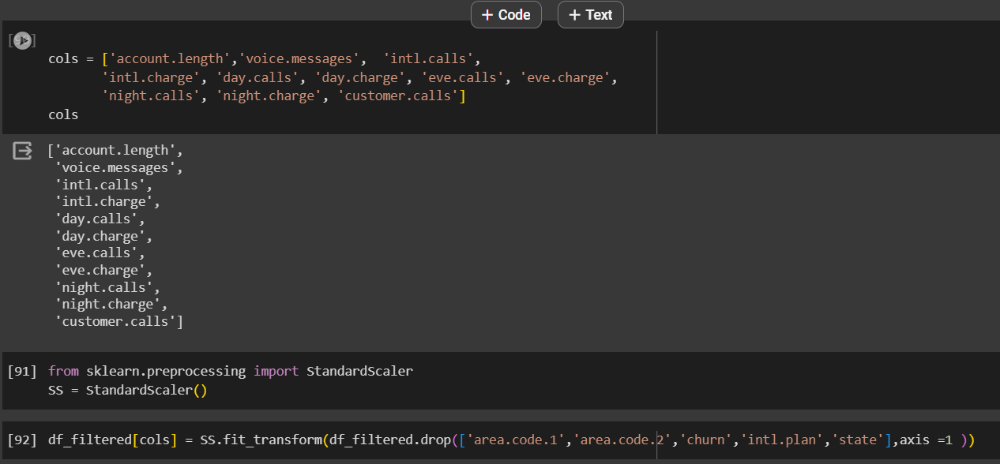 + Code + Text
cols = ['account.length','voice.messages',  'intl.calls',
'intl.charge', 'day.calls', 'day.charge', 'eve.calls', 'eve.charge',
'night.calls', 'night.charge', 'customer.calls']
cols
['account.length',
'voice.messages',
'intl.calls',
'intl.charge',
'day.calls',
'day.charge',
'eve.calls',
'eve.charge',
'night.calls',
'night.charge',
'customer.calls']
[91] from sklearn.preprocessing import StandardScaler
SS = StandardScaler()
[92] df_filtered[cols] = SS.fit_transform(df_filtered.drop(['area.code.1','area.code.2','churn','intl.plan','state'],axis =1 ))